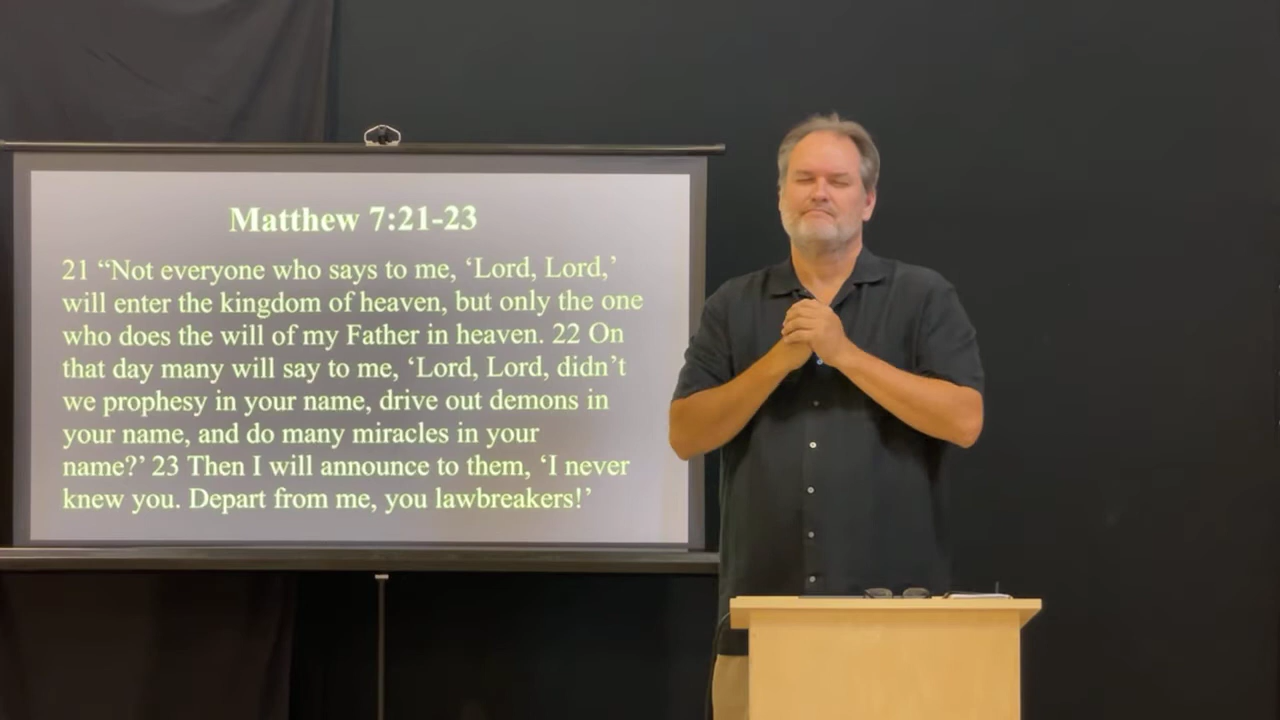 Matthew 7:21-23
21 “Not everyone who says to me, ‘Lord, Lord,’
will enter the kingdom of heaven, but only the one
who does the will of my Father in heaven. 22 On
that day many will say to me, ‘Lord, Lord, didn’t
we prophesy in your name, drive out demons in
your name, and do many miracles in your
name?’ 23 Then I will announce to them, ‘I never
knew you. Depart from me, you lawbreakers!’